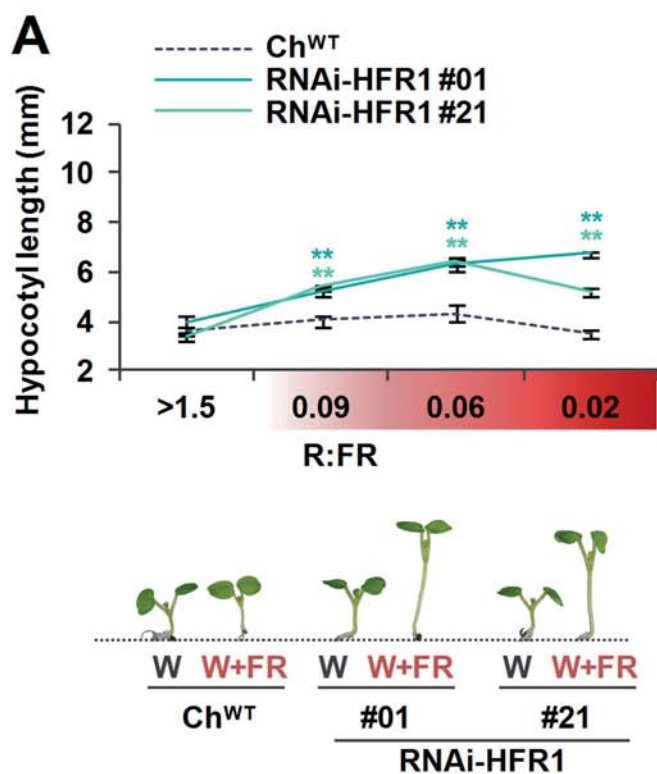 A
Ch^WT
RNAi-HFR1 #01
RNAi-HFR1 #21
Hypocotyl length (mm)
12
10
8
6
4
2
**
**
**
**
**
**
>1.5 0.09 0.06 0.02
R:FR
W W+FR W W+FR W W+FR
Ch^WT #01 #21
RNAi-HFR1